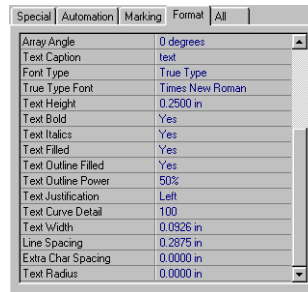 Special Automation Marking Format All
Array Angle 0 degrees
Text Caption text
Font Type True Type
True Type Font Times New Roman
Text Height 0.2500 in
Text Bold Yes
Text Italics Yes
Text Filled Yes
Text Outline Filled Yes
Text Outline Power 50%
Text Justification Left
Text Curve Detail 100
Text Width 0.0926 in
Line Spacing 0.2875 in
Extra Char Spacing 0.0000 in
Text Radius 0.0000 in